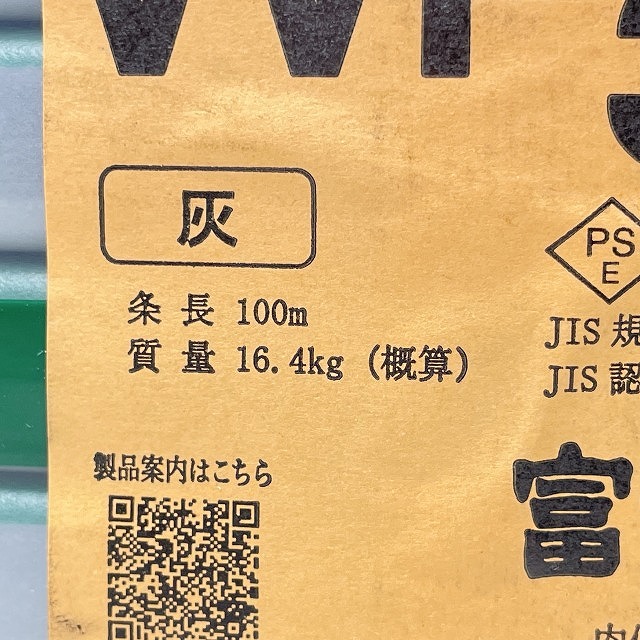 灰
PS
E
条長 100m
質量 16.4kg (概算)
JIS 規
JIS 認
製品案内はこちら
富